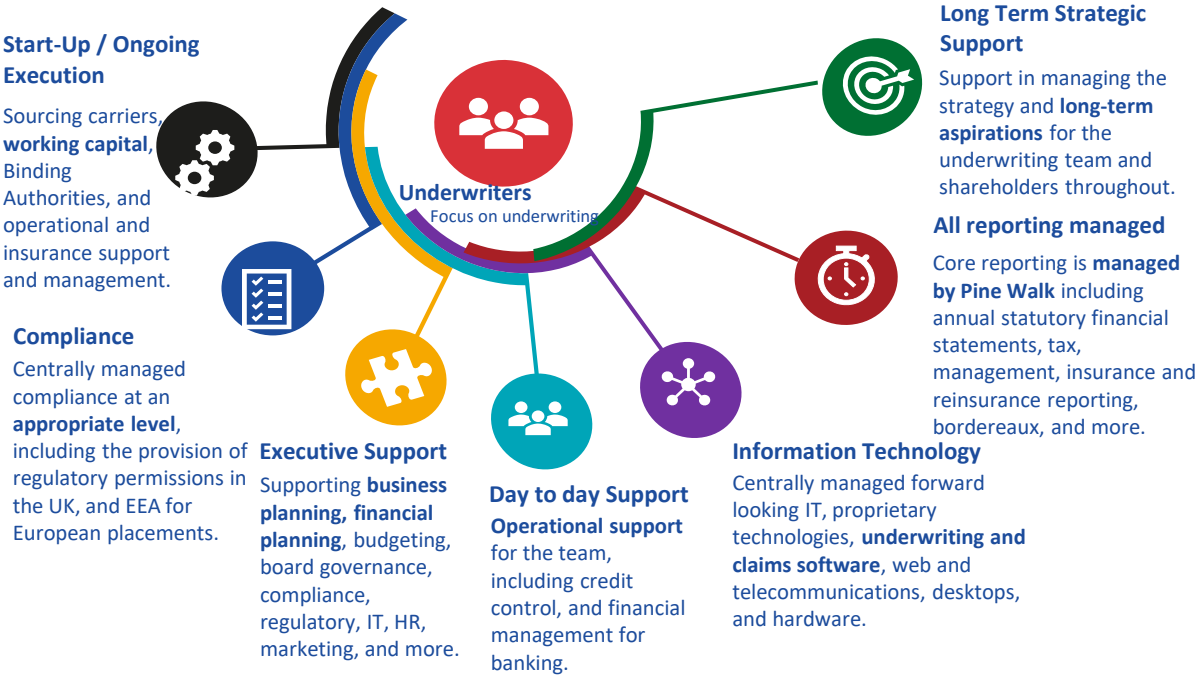 Start-Up / Ongoing
Execution
Sourcing carriers,
working capital,
Binding
Authorities, and
operational and
insurance support
and management.
Compliance
Centrally managed
compliance at an
appropriate level,
including the provision of
regulatory permissions in
the UK, and EEA for
European placements.
Executive Support
Supporting business
planning, financial
planning, budgeting,
board governance,
compliance,
regulatory, IT, HR,
marketing, and more.
Underwriters
Focus on underwriting
Day to day Support
Operational support
for the team,
including credit
control, and financial
management for
banking.
Information Technology
Centrally managed forward
looking IT, proprietary
technologies, underwriting and
claims software, web and
telecommunications, desktops,
and hardware.
Long Term Strategic
Support
Support in managing the
strategy and long-term
aspirations for the
underwriting team and
shareholders throughout.
All reporting managed
Core reporting is managed
by Pine Walk including
annual statutory financial
statements, tax,
management, insurance and
reinsurance reporting,
bordereaux, and more.